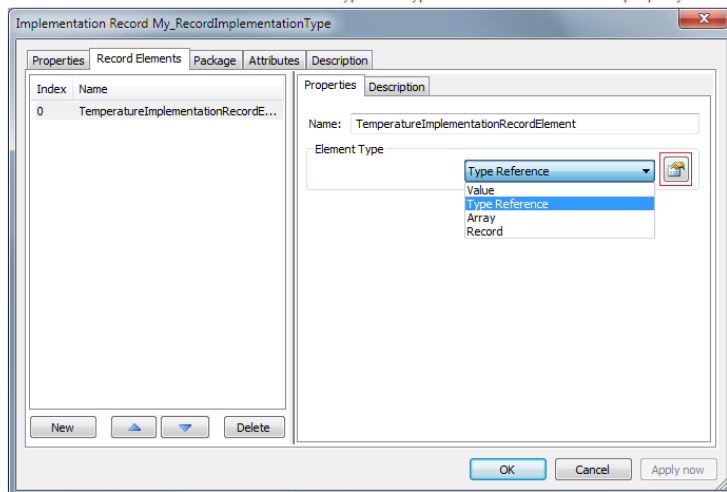 Implementation Record My_RecordImplementationType
Properties Record Elements Package Attributes Description
Index Name
0 TemperatureImplementationRecordE...
Properties Description
Name: TemperatureImplementationRecordElement
Element Type
Type Reference
Value
Type Reference
Array
Record
New Delete
OK Cancel Apply now